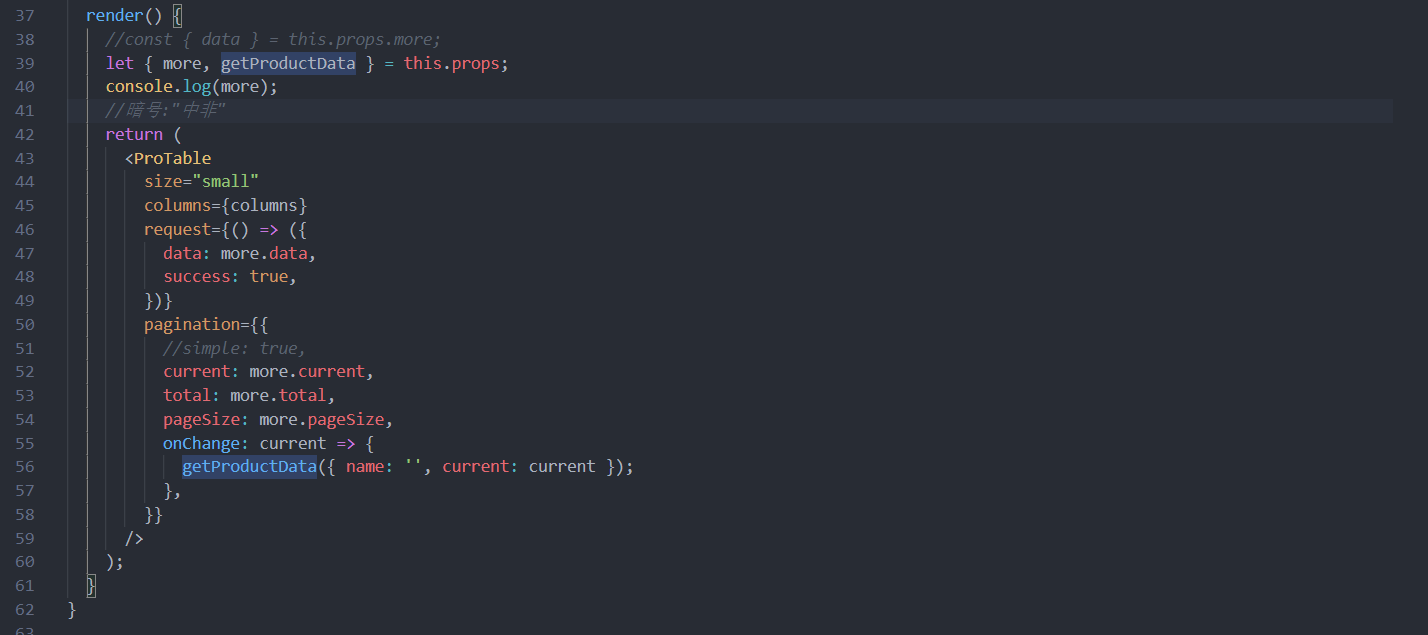 37 render() {
38 //const { data } = this.props.more;
39 let { more, getProductData } = this.props;
40 console.log(more);
41 //暗号:"中非"
42 return (
43 <ProTable
44 size="small"
45 columns={columns}
46 request={() => ({
47 data: more.data,
48 success: true,
49 })}
50 pagination={{
51 //simple: true,
52 current: more.current,
53 total: more.total,
54 pageSize: more.pageSize,
55 onChange: current => {
56 getProductData({ name: '', current: current });
57 },
58 }}
59 />
60 );
61 }
62 }
63